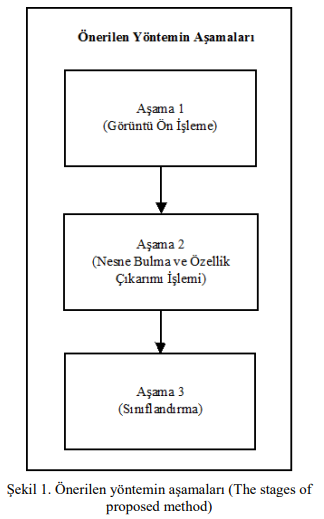 Önerilen Yöntemin Aşamaları
Aşama 1
(Görüntü Ön İşleme)
Aşama 2
(Nesne Bulma ve Özellik
Çıkarımı İşlemi)
Aşama 3
(Sınıflandırma)
Şekil 1. Önerilen yöntemin aşamaları (The stages of
proposed method)